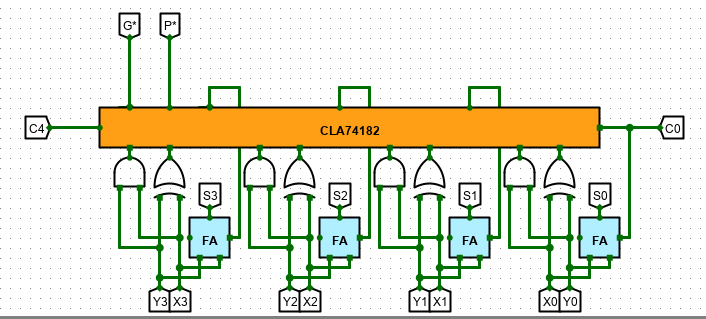 G* P*
C4 CLA74182 C0
S3 S2 S1 S0
FA FA FA FA
Y3 X3 Y2 X2 Y1 X1 X0 Y0